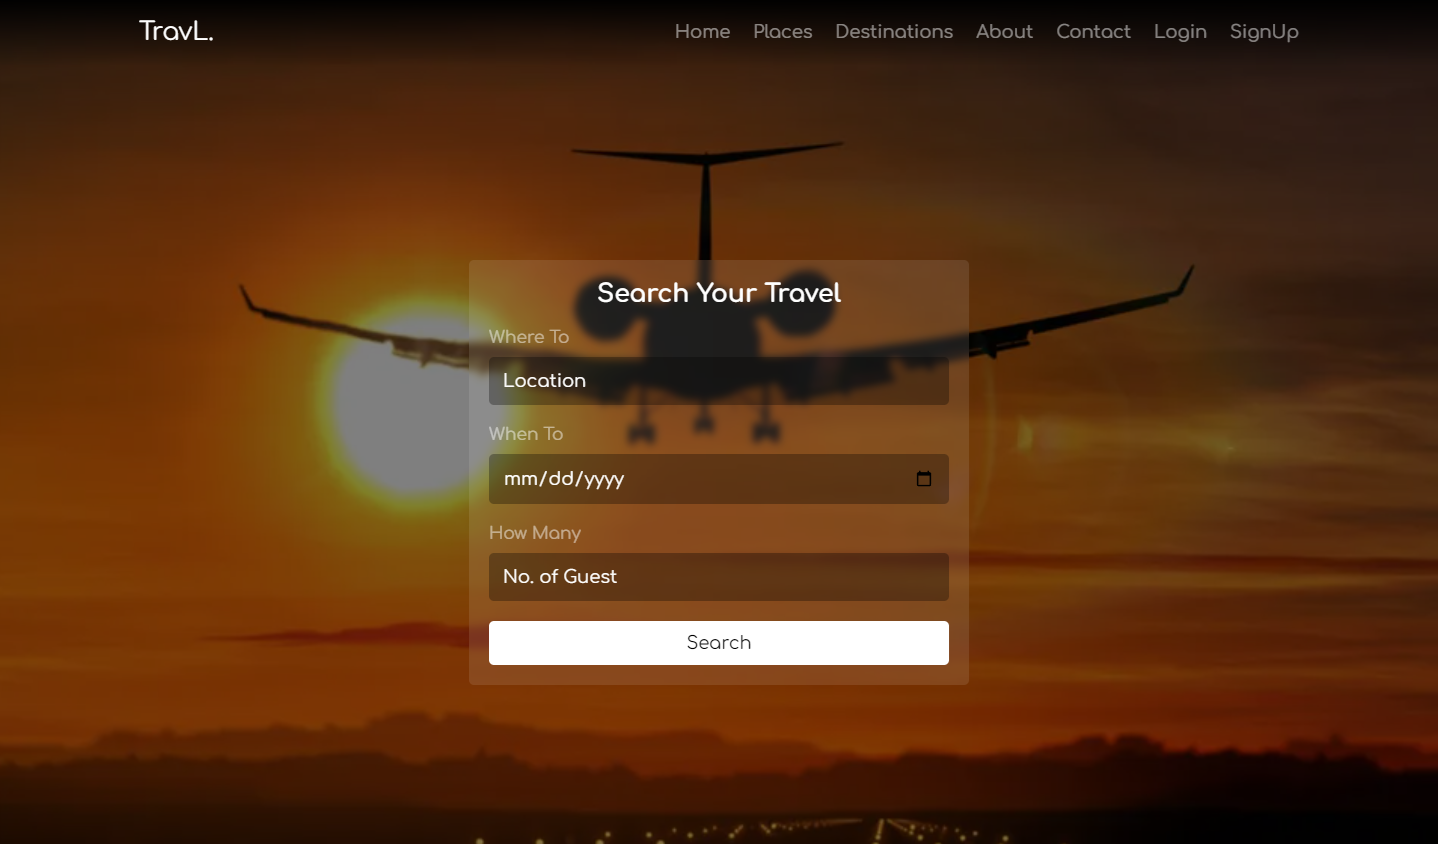 TravL. Home Places Destinations About Contact Login SignUp
Search Your Travel
Where To
Location
When To
mm/dd/yyyy
How Many
No. of Guest
Search